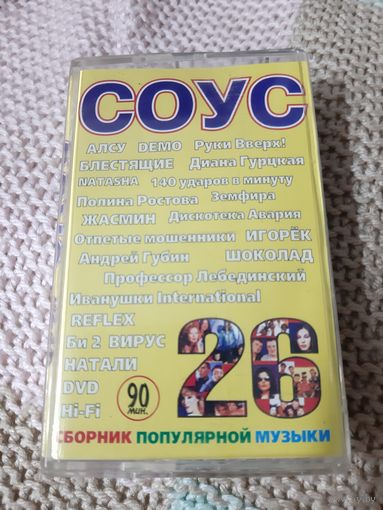 СОУС
АЛСУ DEMO Руки Вверх!
БЛЕСТЯЩИЕ Диана Гурцкая
NATASHA 140 ударов в минуту
Полина Ростова Земфира
ЖАСМИН Дискотека Авария
Отпетые мошенники ИГОРЁК
Андрей Губин ШОКОЛАД
Профессор Лебединский
Иванушки International
REFLEX
Би 2 ВИРУС
НАТАЛИ
DVD
Hi-Fi
90 мин.
26
СБОРНИК ПОПУЛЯРНОЙ МУЗЫКИ